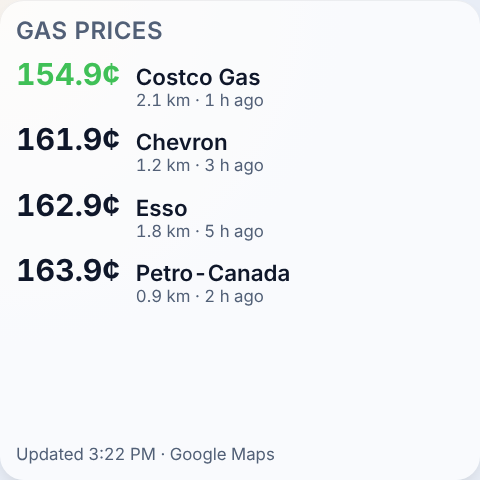 GAS PRICES
154.9¢ Costco Gas
2.1 km · 1 h ago
161.9¢ Chevron
1.2 km · 3 h ago
162.9¢ Esso
1.8 km · 5 h ago
163.9¢ Petro-Canada
0.9 km · 2 h ago
Updated 3:22 PM · Google Maps